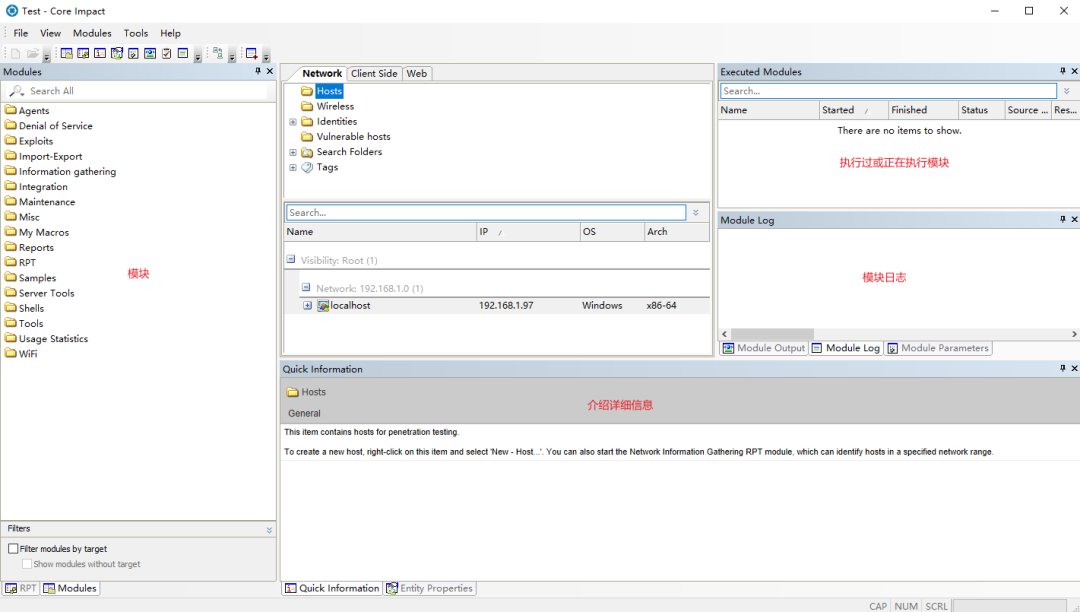 Test - Core Impact
File View Modules Tools Help
Modules
Search All
Agents
Denial of Service
Exploits
Import-Export
Information gathering
Integration
Maintenance
Misc
My Macros
Reports
RPT
Samples
Server Tools
Shells
Tools
Usage Statistics
WiFi
模块
Filters
Filter modules by target
Show modules without target
RPT Modules
Network Client Side Web
Hosts
Wireless
Identities
Vulnerable hosts
Search Folders
Tags
Search...
Name IP OS Arch
Visibility: Root (1)
Network: 192.168.1.0 (1)
localhost 192.168.1.97 Windows x86-64
Executed Modules
Search...
Name Started Finished Status Source ... Res...
There are no items to show.
执行过或正在执行模块
Module Log
模块日志
Module Output Module Log Module Parameters
Quick Information
Hosts
General
介绍详细信息
This item contains hosts for penetration testing.
To create a new host, right-click on this item and select 'New - Host...'. You can also start the Network Information Gathering RPT module, which can identify hosts in a specified network range.
Quick Information Entity Properties
CAP NUM SCRL